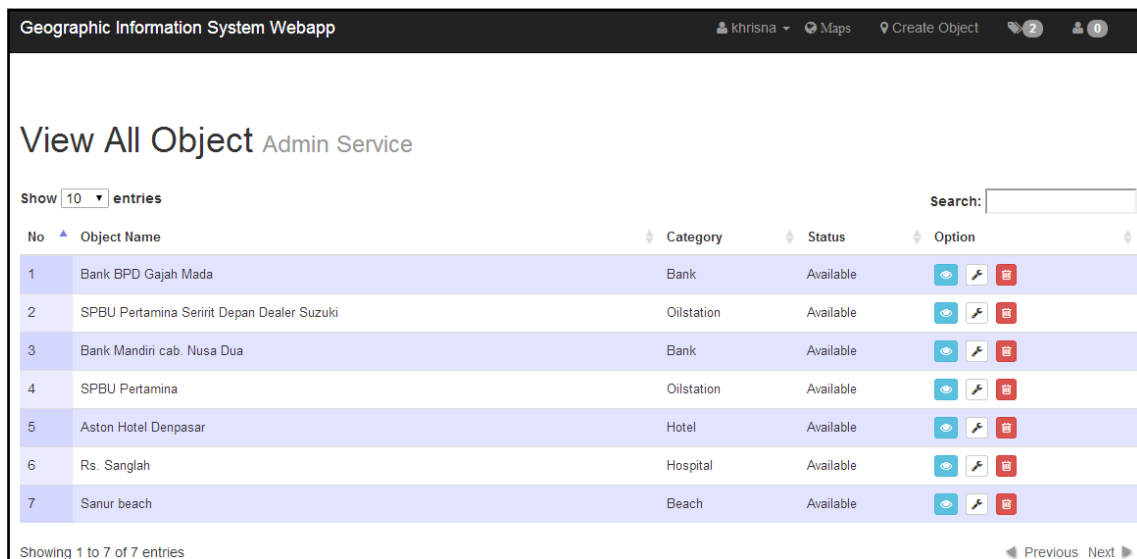 Geographic Information System Webapp khrisna Maps Create Object 2 0
View All Object Admin Service
Show 10 entries Search:
No Object Name Category Status Option
1 Bank BPD Gajah Mada Bank Available
2 SPBU Pertamina Seririt Depan Dealer Suzuki Oilstation Available
3 Bank Mandiri cab. Nusa Dua Bank Available
4 SPBU Pertamina Oilstation Available
5 Aston Hotel Denpasar Hotel Available
6 Rs. Sanglah Hospital Available
7 Sanur beach Beach Available
Showing 1 to 7 of 7 entries Previous Next